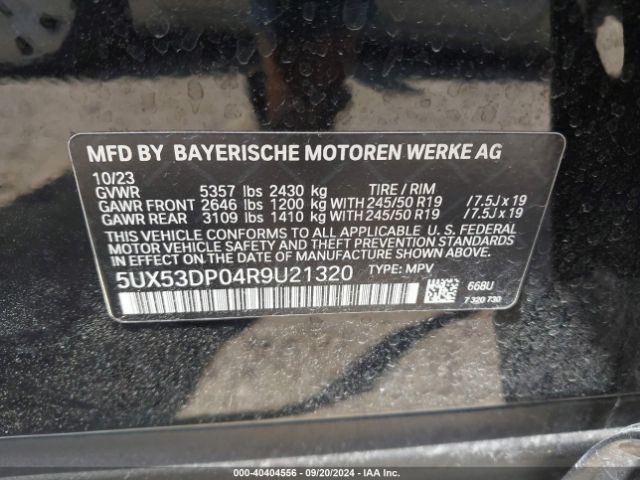 MFD BY BAYERISCHE MOTOREN WERKE AG
10/23
GVWR 5357 lbs 2430 kg TIRE / RIM
GAWR FRONT 2646 lbs 1200 kg WITH 245/50 R19 / 7.5J x 19
GAWR REAR 3109 lbs 1410 kg WITH 245/50 R19 / 7.5J x 19
THIS VEHICLE CONFORMS TO ALL APPLICABLE U. S. FEDERAL
MOTOR VEHICLE SAFETY STANDARDS IN EFFECT ON THE DATE OF
MANUFACTURE SHOWN ABOVE.
5UX53DP04R9U21320 TYPE: MPV
668U
7 320 730
000-40404556 - 09/20/2024 - IAA Inc.